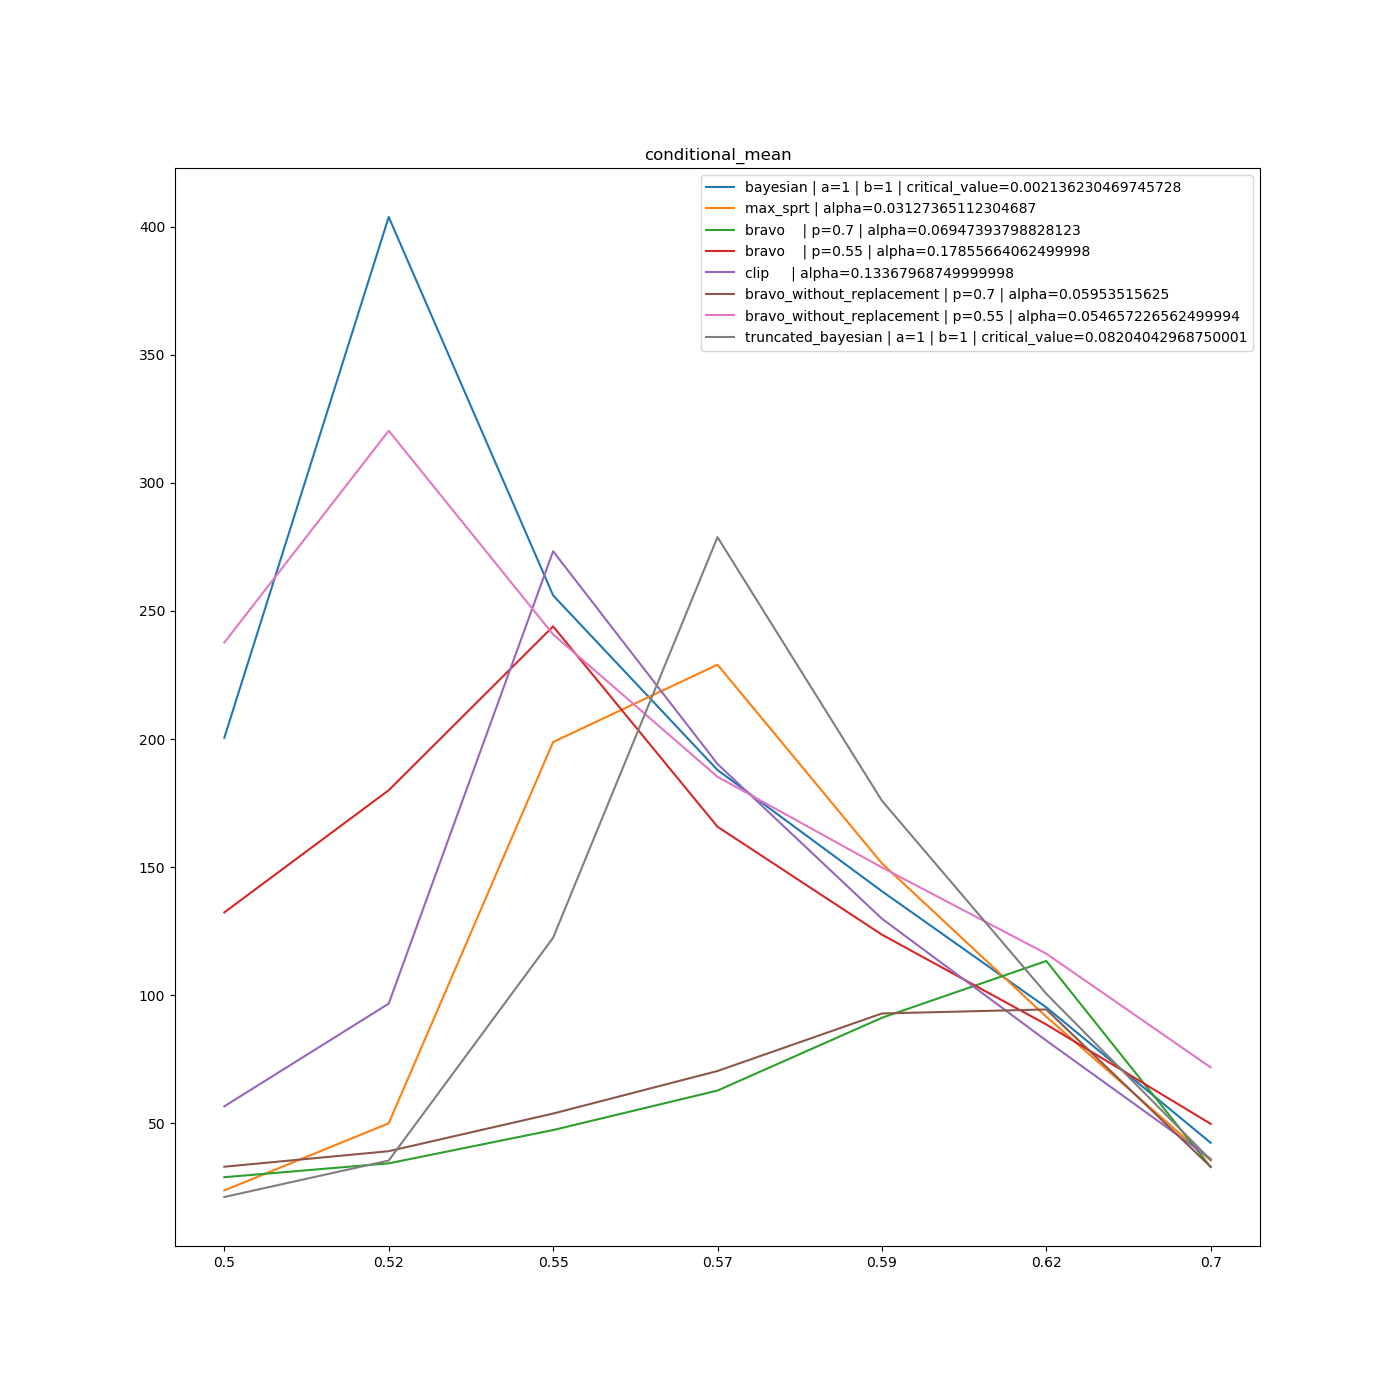 conditional_mean
bayesian | a=1 | b=1 | critical_value=0.002136230469745728
max_sprt | alpha=0.03127365112304687
bravo    | p=0.7 | alpha=0.06947393798828123
bravo    | p=0.55 | alpha=0.17855664062499998
clip     | alpha=0.13367968749999998
bravo_without_replacement | p=0.7 | alpha=0.05953515625
bravo_without_replacement | p=0.55 | alpha=0.054657226562499994
truncated_bayesian | a=1 | b=1 | critical_value=0.08204042968750001
400
350
300
250
200
150
100
50
0.5 0.52 0.55 0.57 0.59 0.62 0.7